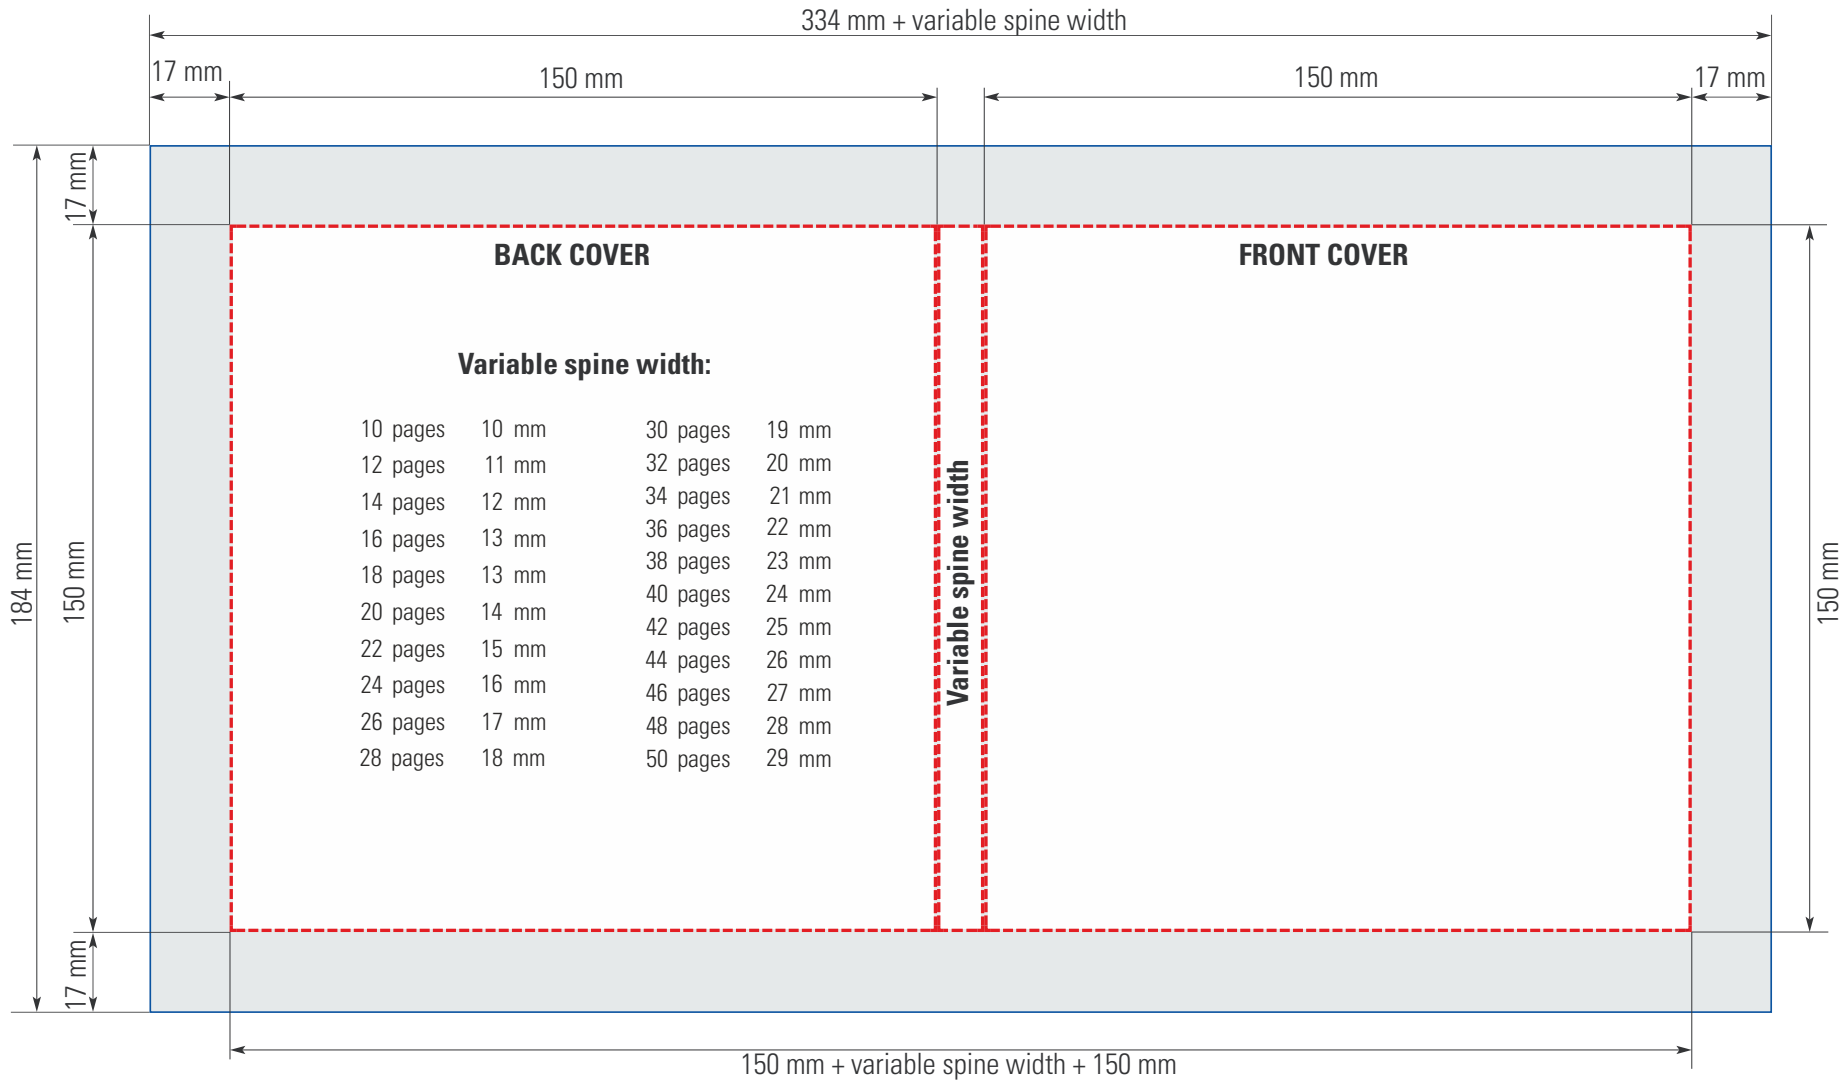 334 mm + variable spine width
17 mm
150 mm
150 mm
17 mm
17 mm
184 mm
150 mm
17 mm
150 mm
BACK COVER
FRONT COVER
Variable spine width:
10 pages 10 mm
12 pages 11 mm
14 pages 12 mm
16 pages 13 mm
18 pages 13 mm
20 pages 14 mm
22 pages 15 mm
24 pages 16 mm
26 pages 17 mm
28 pages 18 mm
30 pages 19 mm
32 pages 20 mm
34 pages 21 mm
36 pages 22 mm
38 pages 23 mm
40 pages 24 mm
42 pages 25 mm
44 pages 26 mm
46 pages 27 mm
48 pages 28 mm
50 pages 29 mm
Variable spine width
150 mm + variable spine width + 150 mm